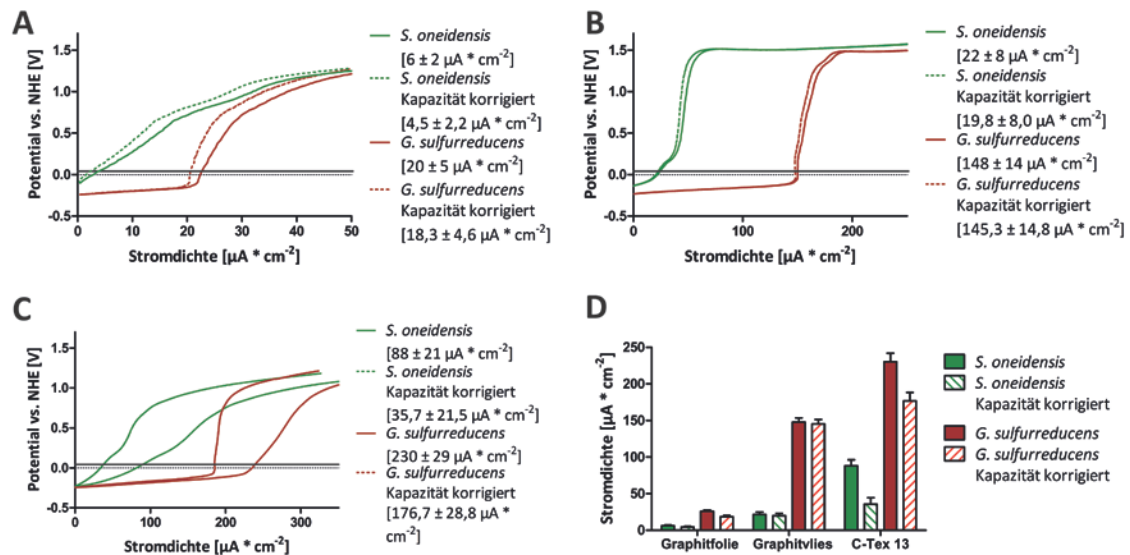 A
Potential vs. NHE [V]
1.5
1.0
0.5
0.0
-0.5
0
10
20
30
40
50
Stromdichte [µA * cm-2]
S. oneidensis
[6 ± 2 µA * cm-2]
S. oneidensis
Kapazität korrigiert
[4,5 ± 2,2 µA * cm-2]
G. sulfurreducens
[20 ± 5 µA * cm-2]
G. sulfurreducens
Kapazität korrigiert
[18,3 ± 4,6 µA * cm-2]
B
Potential vs. NHE [V]
1.5
1.0
0.5
0.0
-0.5
0
100
200
Stromdichte [µA * cm-2]
S. oneidensis
[22 ± 8 µA * cm-2]
S. oneidensis
Kapazität korrigiert
[19,8 ± 8,0 µA * cm-2]
G. sulfurreducens
[148 ± 14 µA * cm-2]
G. sulfurreducens
Kapazität korrigiert
[145,3 ± 14,8 µA * cm-2]
C
Potential vs. NHE [V]
1.5
1.0
0.5
0.0
-0.5
0
100
200
300
Stromdichte [µA * cm-2]
S. oneidensis
[88 ± 21 µA * cm-2]
S. oneidensis
Kapazität korrigiert
[35,7 ± 21,5 µA * cm-2]
G. sulfurreducens
[230 ± 29 µA * cm-2]
G. sulfurreducens
Kapazität korrigiert
[176,7 ± 28,8 µA *
cm-2]
D
Stromdichte [µA * cm-2]
250
200
150
100
50
0
Graphitfolie
Graphitvlies
C-Tex 13
S. oneidensis
S. oneidensis
Kapazität korrigiert
G. sulfurreducens
G. sulfurreducens
Kapazität korrigiert